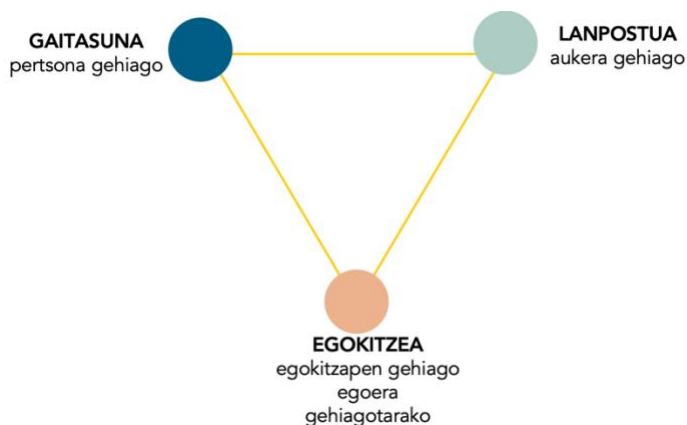 GAITASUNA
pertsona gehiago
LANPOSTUA
aukera gehiago
EGOKITZEA
egokitzapen gehiago
egoera
gehiagotarako